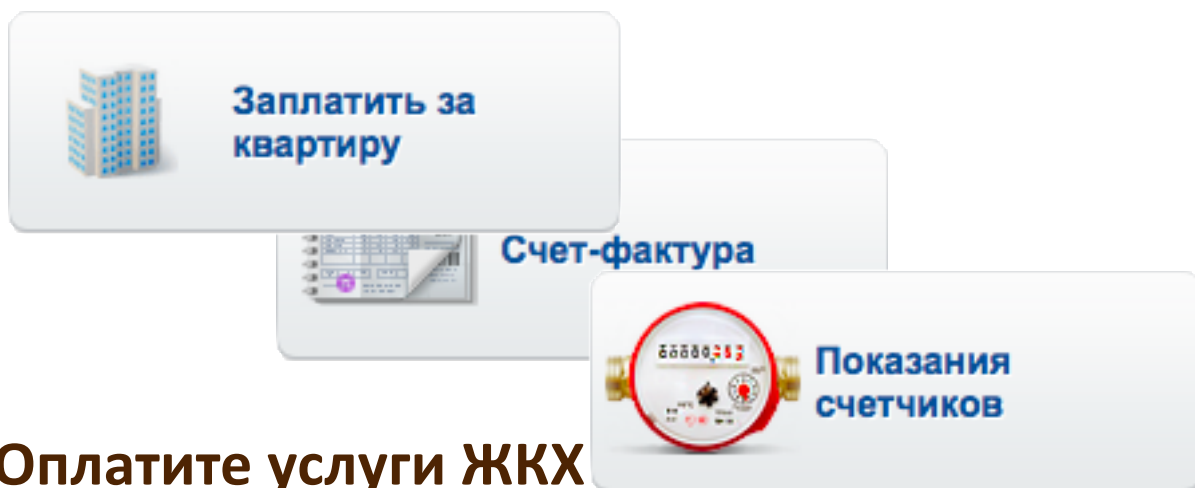 Заплатить за
квартиру
Счет-фактура
Показания
счетчиков
Оплатите услуги ЖКХ